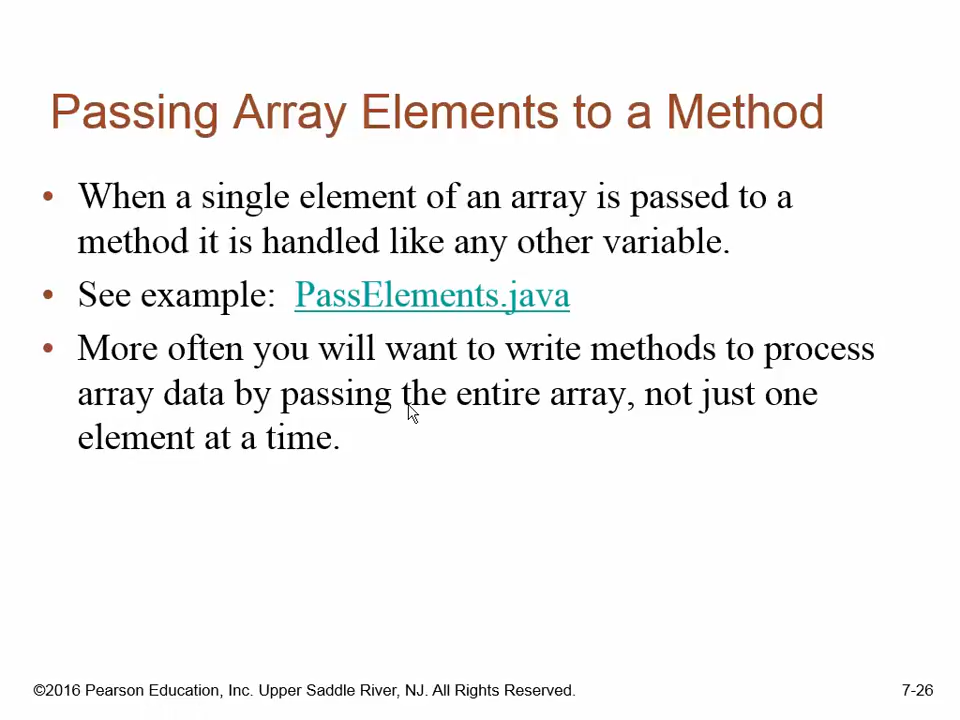 Passing Array Elements to a Method
• When a single element of an array is passed to a
method it is handled like any other variable.
• See example: PassElements.java
• More often you will want to write methods to process
array data by passing the entire array, not just one
element at a time.
©2016 Pearson Education, Inc. Upper Saddle River, NJ. All Rights Reserved.
7-26